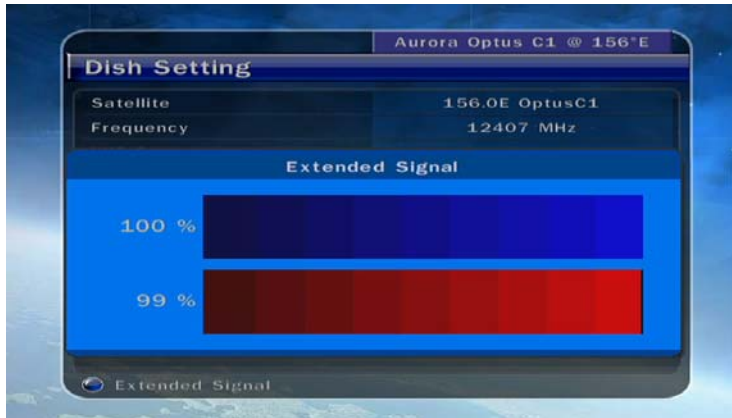 Aurora Optus C1 @ 156°E
Dish Setting
Satellite 156.0E OptusC1
Frequency 12407 MHz
Extended Signal
100 %
99 %
Extended Signal